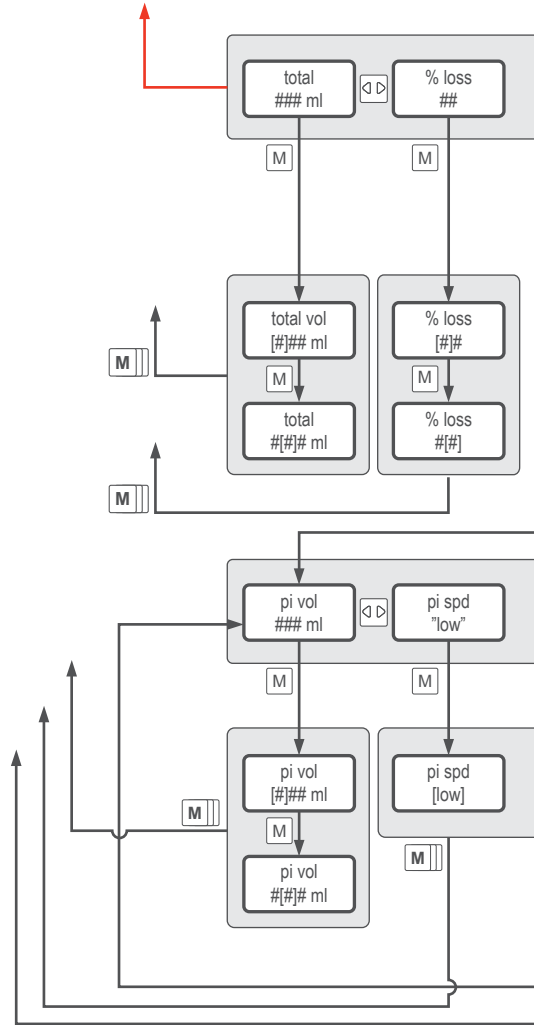 total
### ml
% loss
##
M
M
total vol
[#]## ml
% loss
[#]#
M
M
M
total
#[#]# ml
% loss
#[#]
M
pi vol
### ml
pi spd
”low”
M
M
pi vol
[#]## ml
pi spd
[low]
M
M
M
pi vol
#[#]# ml